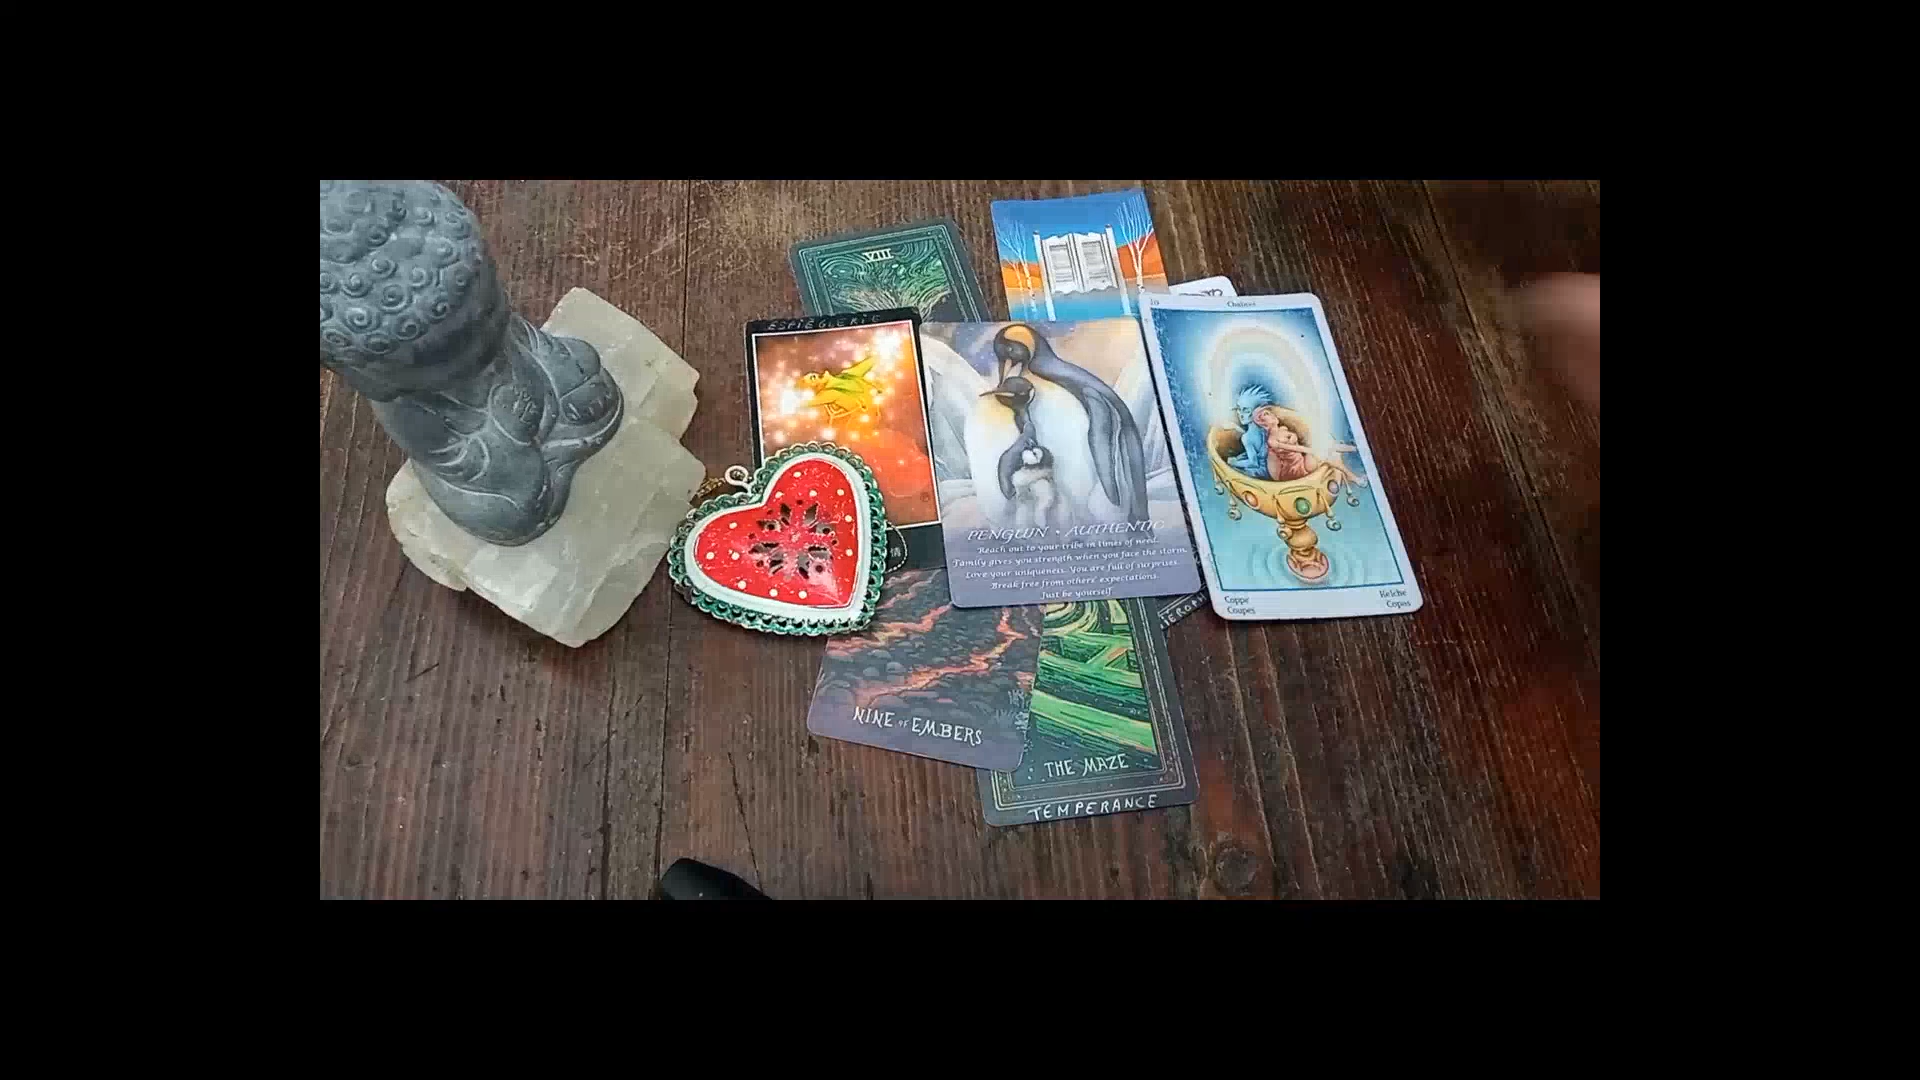 VIII
ESPIEGLERIE
10
Chalices
PENGUIN • AUTHENTIC
Reach out to your tribe in times of need.
Family gives you strength when you face the storm.
Love your uniqueness. You are full of surprises.
Break free from others' expectations.
Just be yourself.
情
Coppe
Coupes
Kelche
Copas
NINE OF EMBERS
THE MAZE
TEMPERANCE